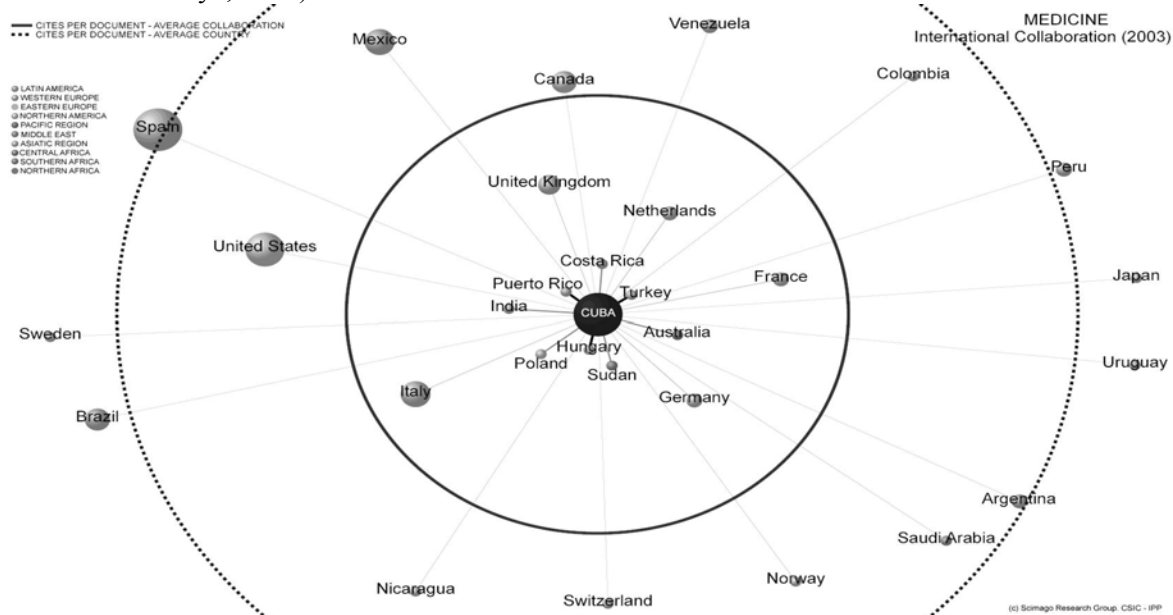 CITES PER DOCUMENT - AVERAGE COLLABORATION
CITES PER DOCUMENT - AVERAGE COUNTRY
MEDICINE
International Collaboration (2003)
LATIN AMERICA
WESTERN EUROPE
EASTERN EUROPE
NORTHERN AMERICA
PACIFIC REGION
MIDDLE EAST
ASIATIC REGION
CENTRAL AFRICA
SOUTHERN AFRICA
NORTHERN AFRICA
Venezuela
Mexico
Canada
Colombia
Spain
Peru
United Kingdom
Netherlands
United States
Costa Rica
Puerto Rico
Turkey
France
Japan
India
CUBA
Sweden
Australia
Hungary
Poland
Sudan
Uruguay
Italy
Germany
Brazil
Argentina
Saudi Arabia
Nicaragua
Switzerland
Norway
(c) Scimago Research Group. CSIC - IPP